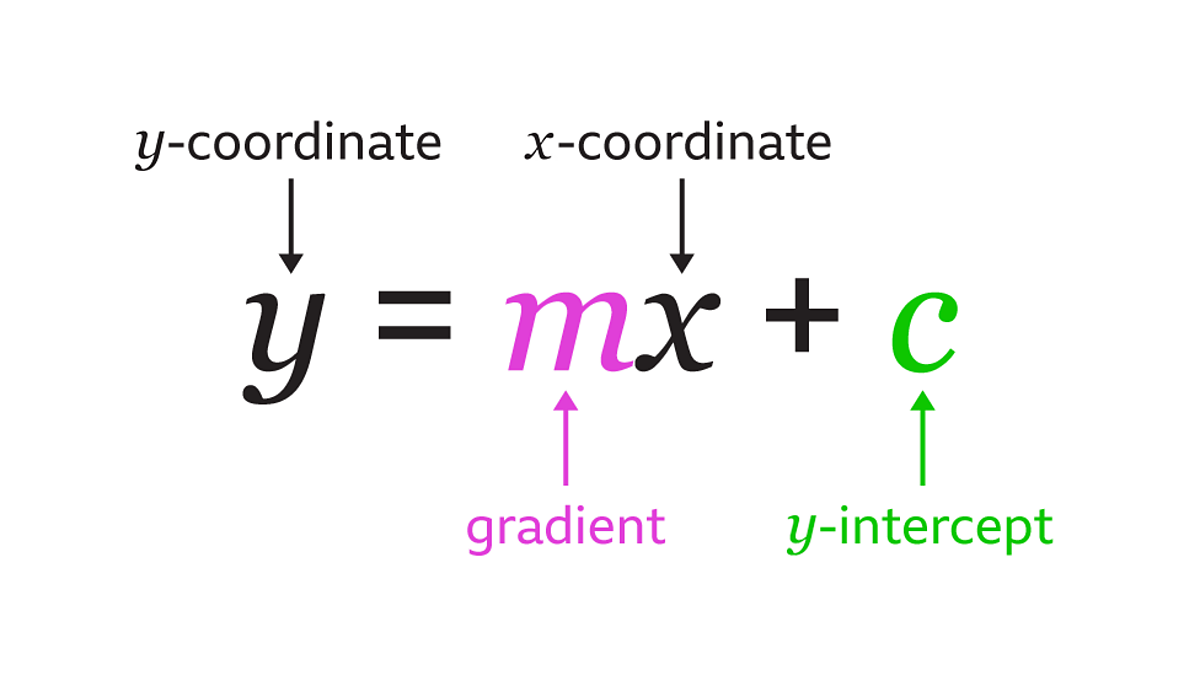 y-coordinate x-coordinate
y = mx + c
gradient y-intercept